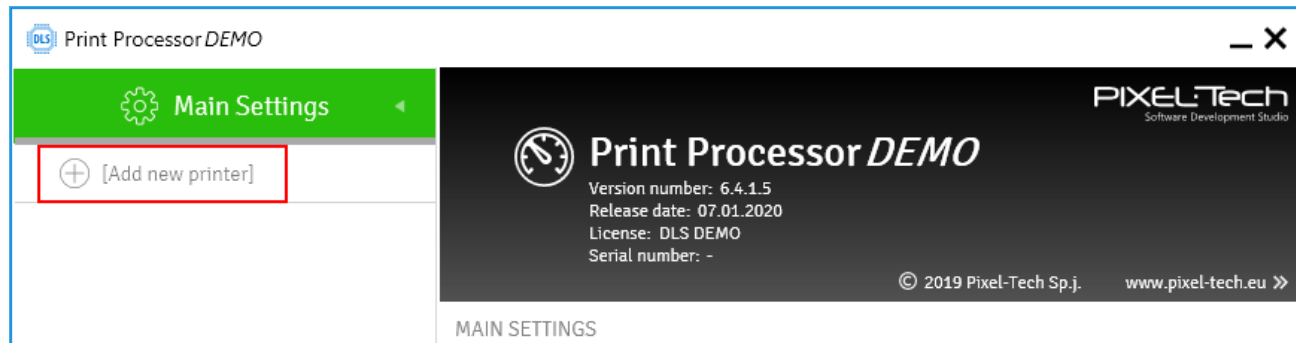 DLS Print Processor DEMO
Main Settings
[Add new printer]
PIXEL-Tech
Software Development Studio
Print Processor DEMO
Version number: 6.4.1.5
Release date: 07.01.2020
License: DLS DEMO
Serial number: -
© 2019 Pixel-Tech Sp.j. www.pixel-tech.eu »
MAIN SETTINGS